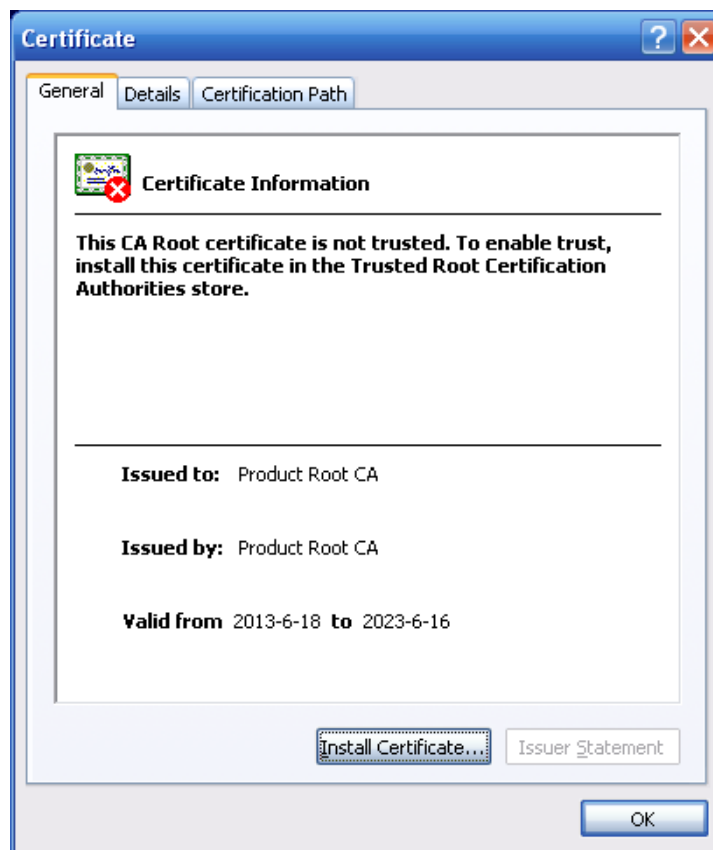 Certificate
General Details Certification Path
Certificate Information
This CA Root certificate is not trusted. To enable trust,
install this certificate in the Trusted Root Certification
Authorities store.
Issued to: Product Root CA
Issued by: Product Root CA
Valid from 2013-6-18 to 2023-6-16
Install Certificate... Issuer Statement
OK